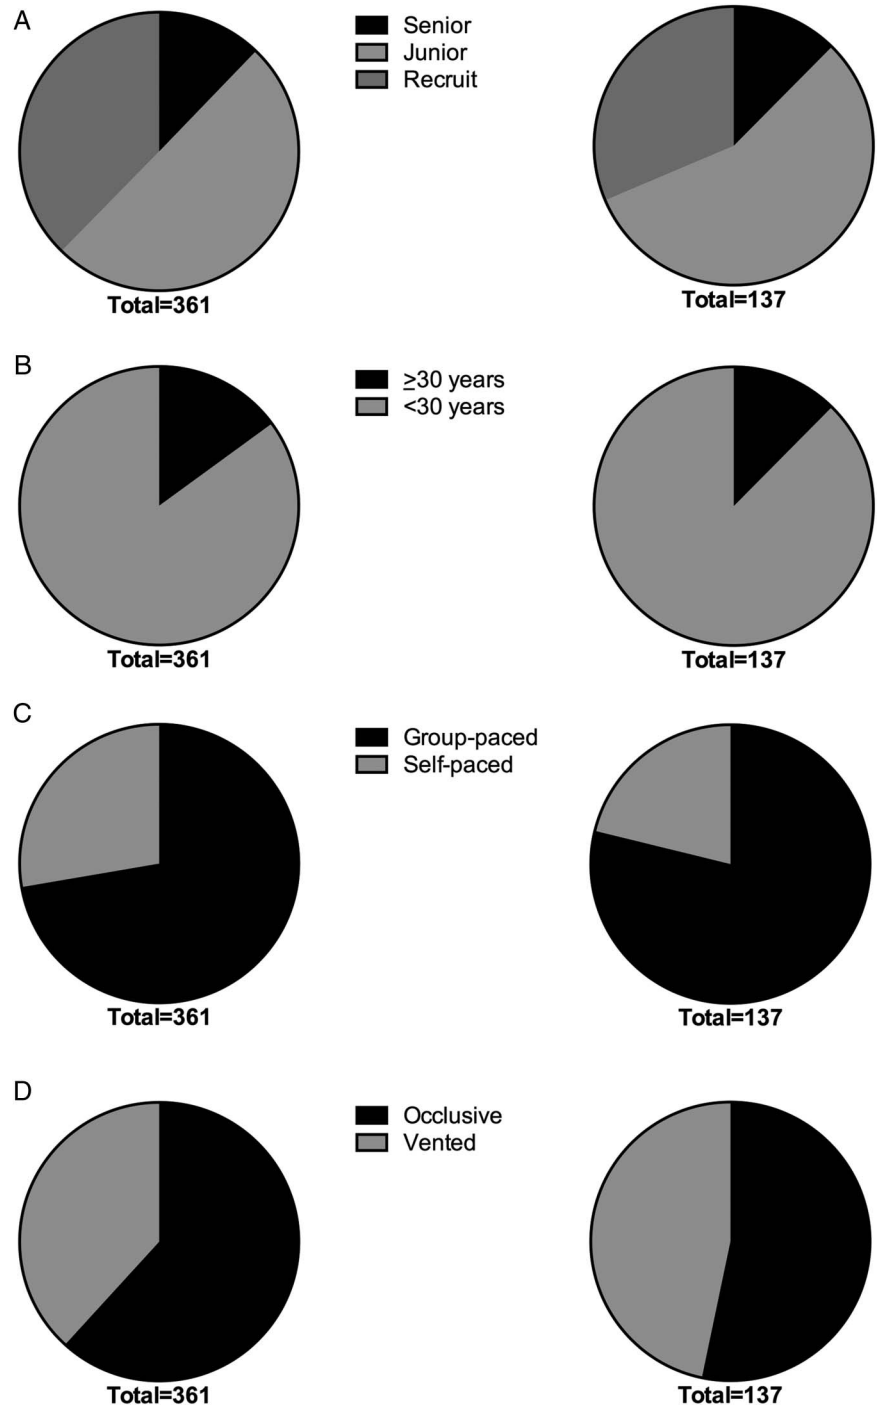 A
Senior
Junior
Recruit
Total=361
Total=137
B
≥30 years
<30 years
Total=361
Total=137
C
Group-paced
Self-paced
Total=361
Total=137
D
Occlusive
Vented
Total=361
Total=137